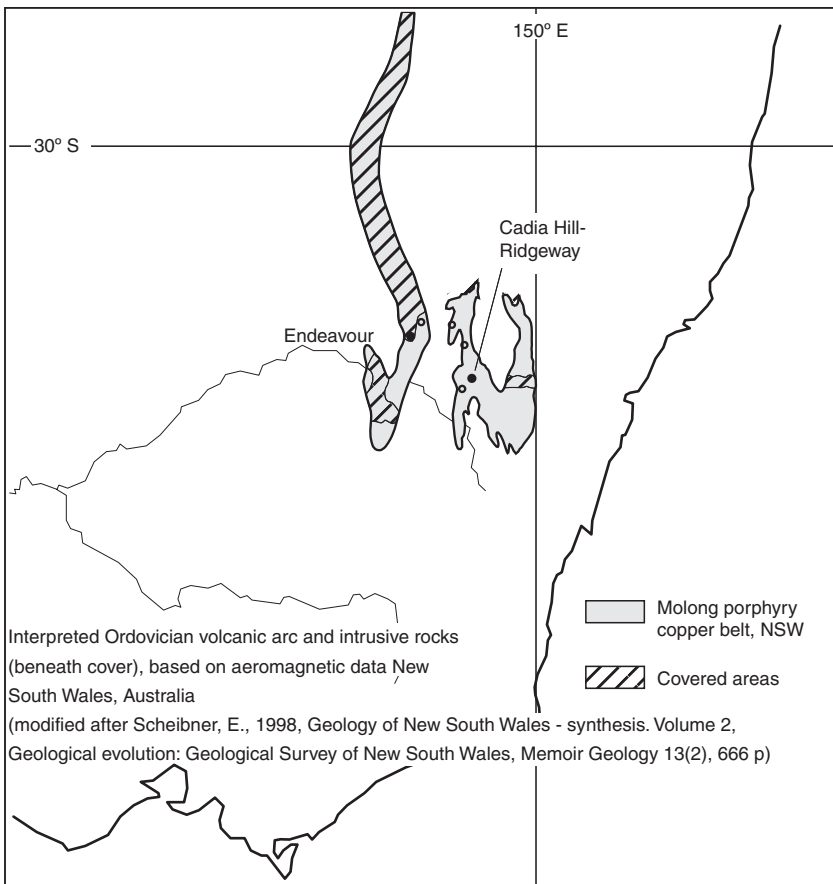 150º E
30º S
Cadia Hill-
Ridgeway
Endeavour
Molong porphyry
copper belt, NSW
Covered areas
Interpreted Ordovician volcanic arc and intrusive rocks
(beneath cover), based on aeromagnetic data New
South Wales, Australia
(modified after Scheibner, E., 1998, Geology of New South Wales - synthesis. Volume 2,
Geological evolution: Geological Survey of New South Wales, Memoir Geology 13(2), 666 p)